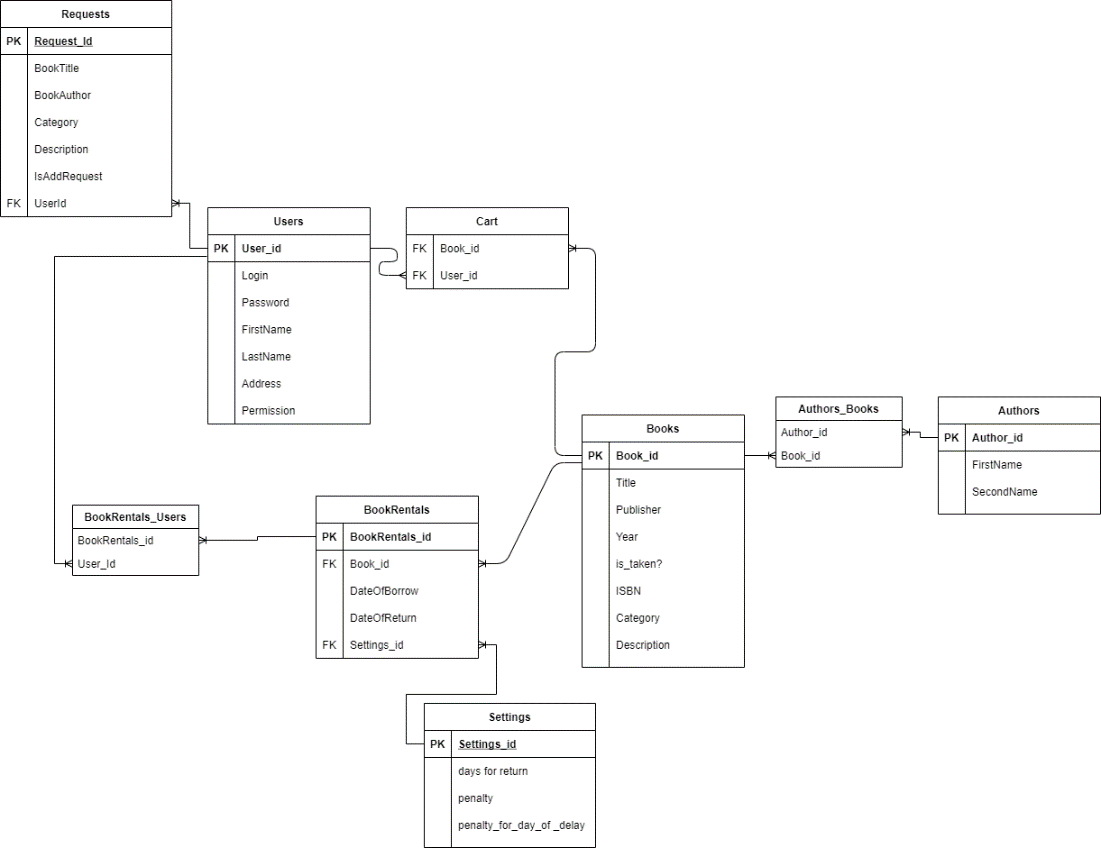 Requests
PK Request_Id
BookTitle
BookAuthor
Category
Description
IsAddRequest
FK UserId
Users
PK User_id
Login
Password
FirstName
LastName
Address
Permission
Cart
FK Book_id
FK User_id
Books
PK Book_id
Title
Publisher
Year
is_taken?
ISBN
Category
Description
Authors_Books
Author_id
Book_id
Authors
PK Author_id
FirstName
SecondName
BookRentals_Users
BookRentals_id
User_Id
BookRentals
PK BookRentals_id
FK Book_id
DateOfBorrow
DateOfReturn
FK Settings_id
Settings
PK Settings_id
days for return
penalty
penalty_for_day_of _delay